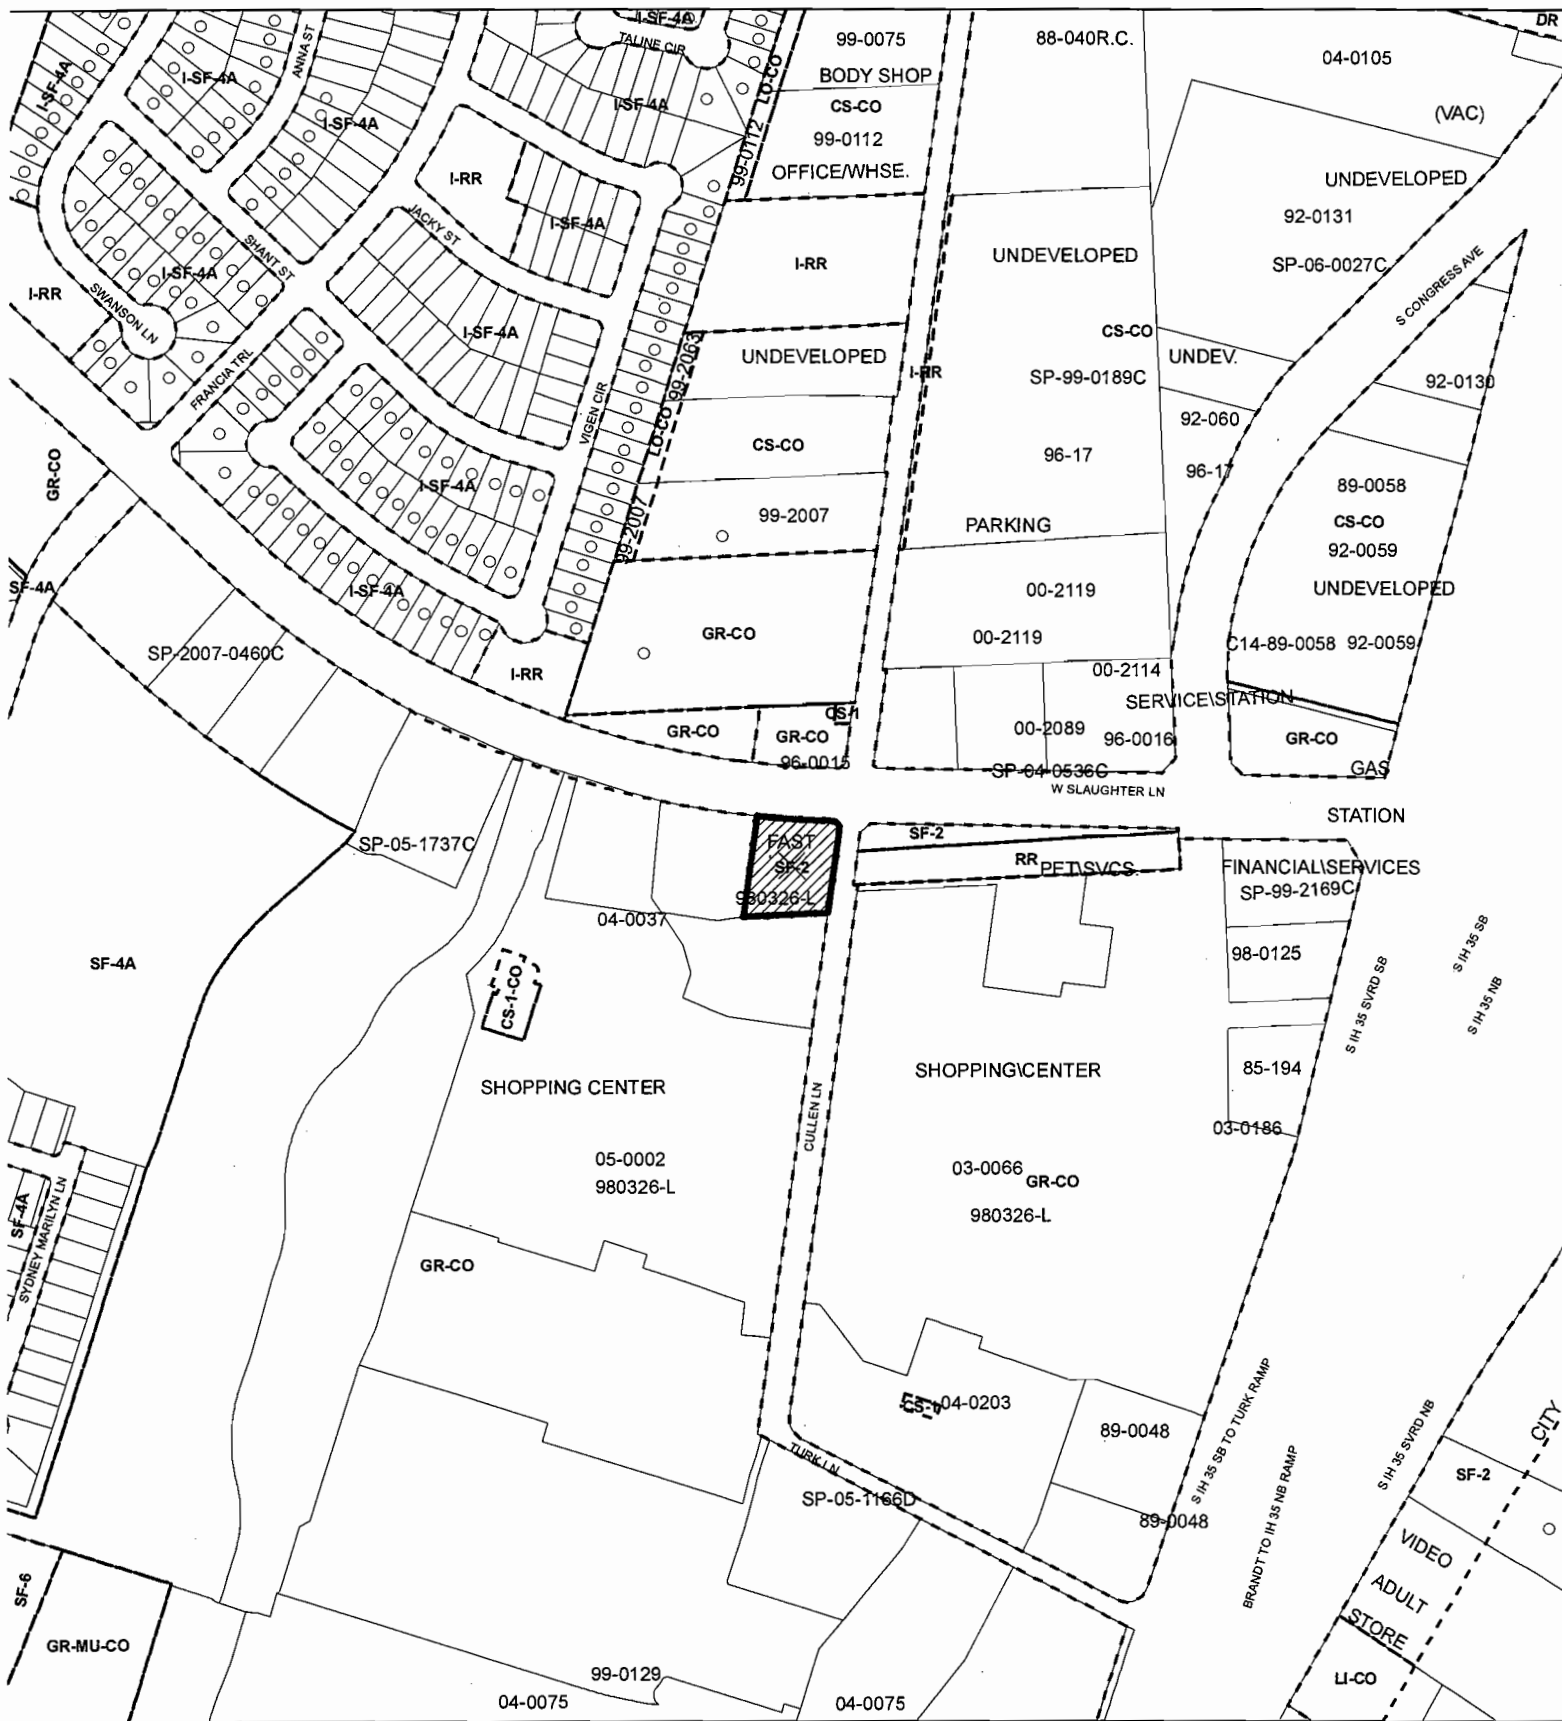 I-SF-4A
TALINE CIR
DR
99-0075
88-040R.C.
04-0105
ANNA ST
I-SF-4A
I-SF-4A
BODY SHOP
LO-CO
I-SF-4A
CS-CO
(VAC)
I-SF-4A
99-0112
99-0112
OFFICE/WHSE.
I-RR
UNDEVELOPED
92-0131
JACKY ST
I-SF-4A
SHANT ST
I-SF-4A
I-RR
UNDEVELOPED
SP-06-0027C
S CONGRESS AVE
I-RR
SWANSON LN
I-SF-4A
CS-CO
99-2063
UNDEVELOPED
UNDEV.
I-RR
SP-99-0189C
92-0130
FRANCIA TRL
VIGEN CIR
LO-CO
92-060
CS-CO
96-17
96-17
GR-CO
I-SF-4A
89-0058
99-2007
99-2007
PARKING
CS-CO
92-0059
SF-4A
I-SF-4A
00-2119
UNDEVELOPED
GR-CO
00-2119
C14-89-0058 92-0059
SP-2007-0460C
I-RR
00-2114
SERVICE\STATION
CS-1
GR-CO
GR-CO
00-2089
96-0016
GR-CO
96-0015
SP-04-0536C
GAS
W SLAUGHTER LN
STATION
SP-05-1737C
FAST
SF-2
SF-2
RR
PET\SVCS.
FINANCIAL\SERVICES
SP-99-2169C
980326-L
04-0037
98-0125
S IH 35 SB
SF-4A
CS-1-CO
S IH 35 SVRD SB
S IH 35 NB
SHOPPING CENTER
SHOPPING\CENTER
85-194
CULLEN LN
03-0186
05-0002
980326-L
03-0066
GR-CO
980326-L
SF-4A
SYDNEY MARILYN LN
GR-CO
CS-1
04-0203
89-0048
S IH 35 SB TO TURK RAMP
S IH 35 SVRD NB
CITY
TURK LN
SF-2
SP-05-1166D
89-0048
BRANDT TO IH 35 NB RAMP
VIDEO
ADULT
STORE
SF-6
GR-MU-CO
99-0129
LI-CO
04-0075
04-0075